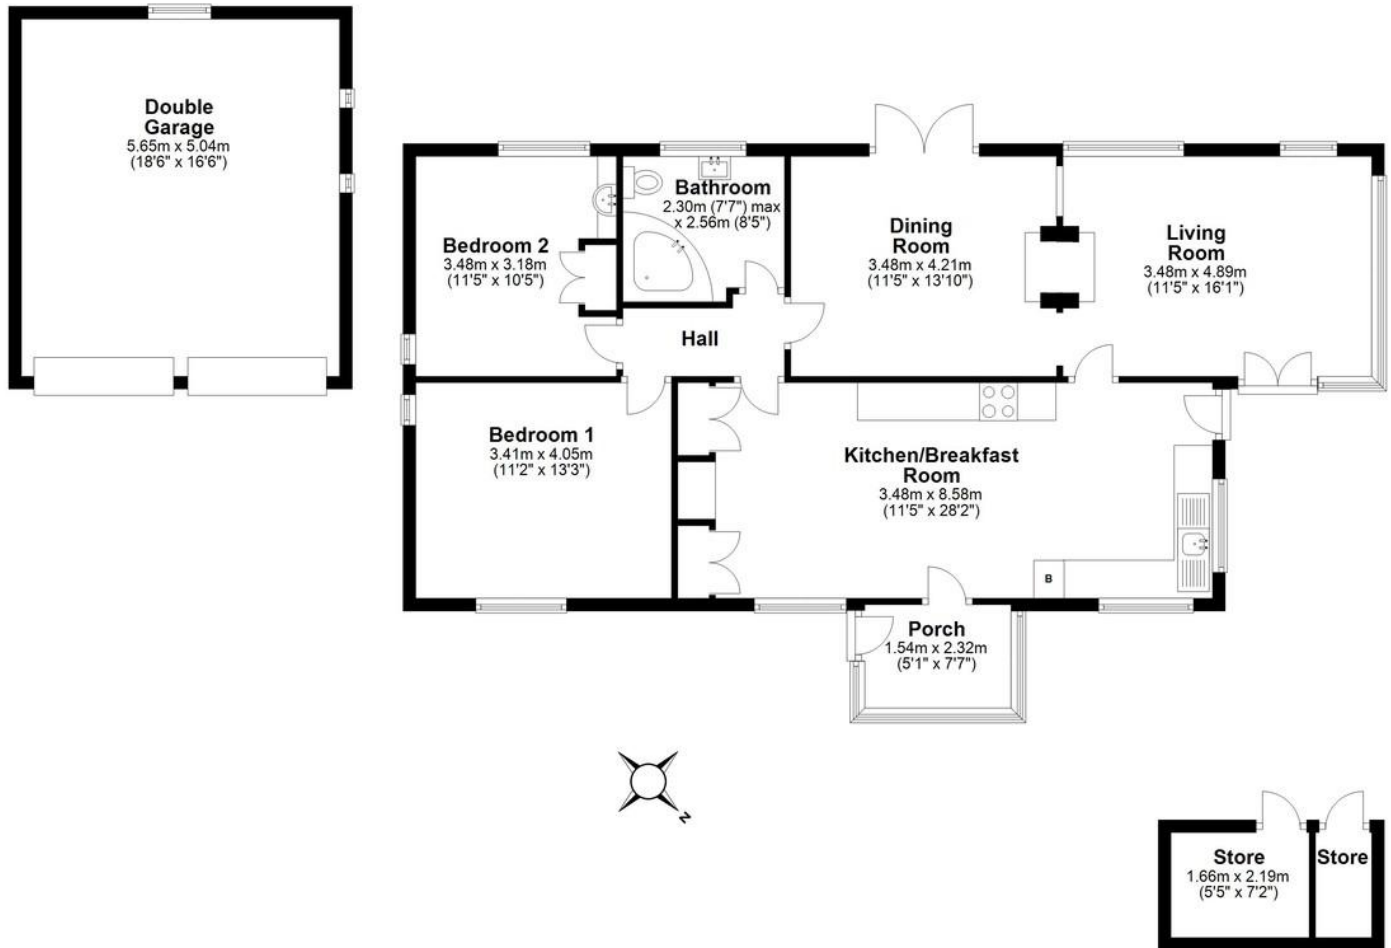 Double
Garage
5.65m x 5.04m
(18'6" x 16'6")
Bedroom 2
3.48m x 3.18m
(11'5" x 10'5")
Bathroom
2.30m (7'7") max
x 2.56m (8'5")
Dining
Room
3.48m x 4.21m
(11'5" x 13'10")
Living
Room
3.48m x 4.89m
(11'5" x 16'1")
Hall
Bedroom 1
3.41m x 4.05m
(11'2" x 13'3")
Kitchen/Breakfast
Room
3.48m x 8.58m
(11'5" x 28'2")
B
Porch
1.54m x 2.32m
(5'1" x 7'7")
N
Store
1.66m x 2.19m
(5'5" x 7'2")
Store